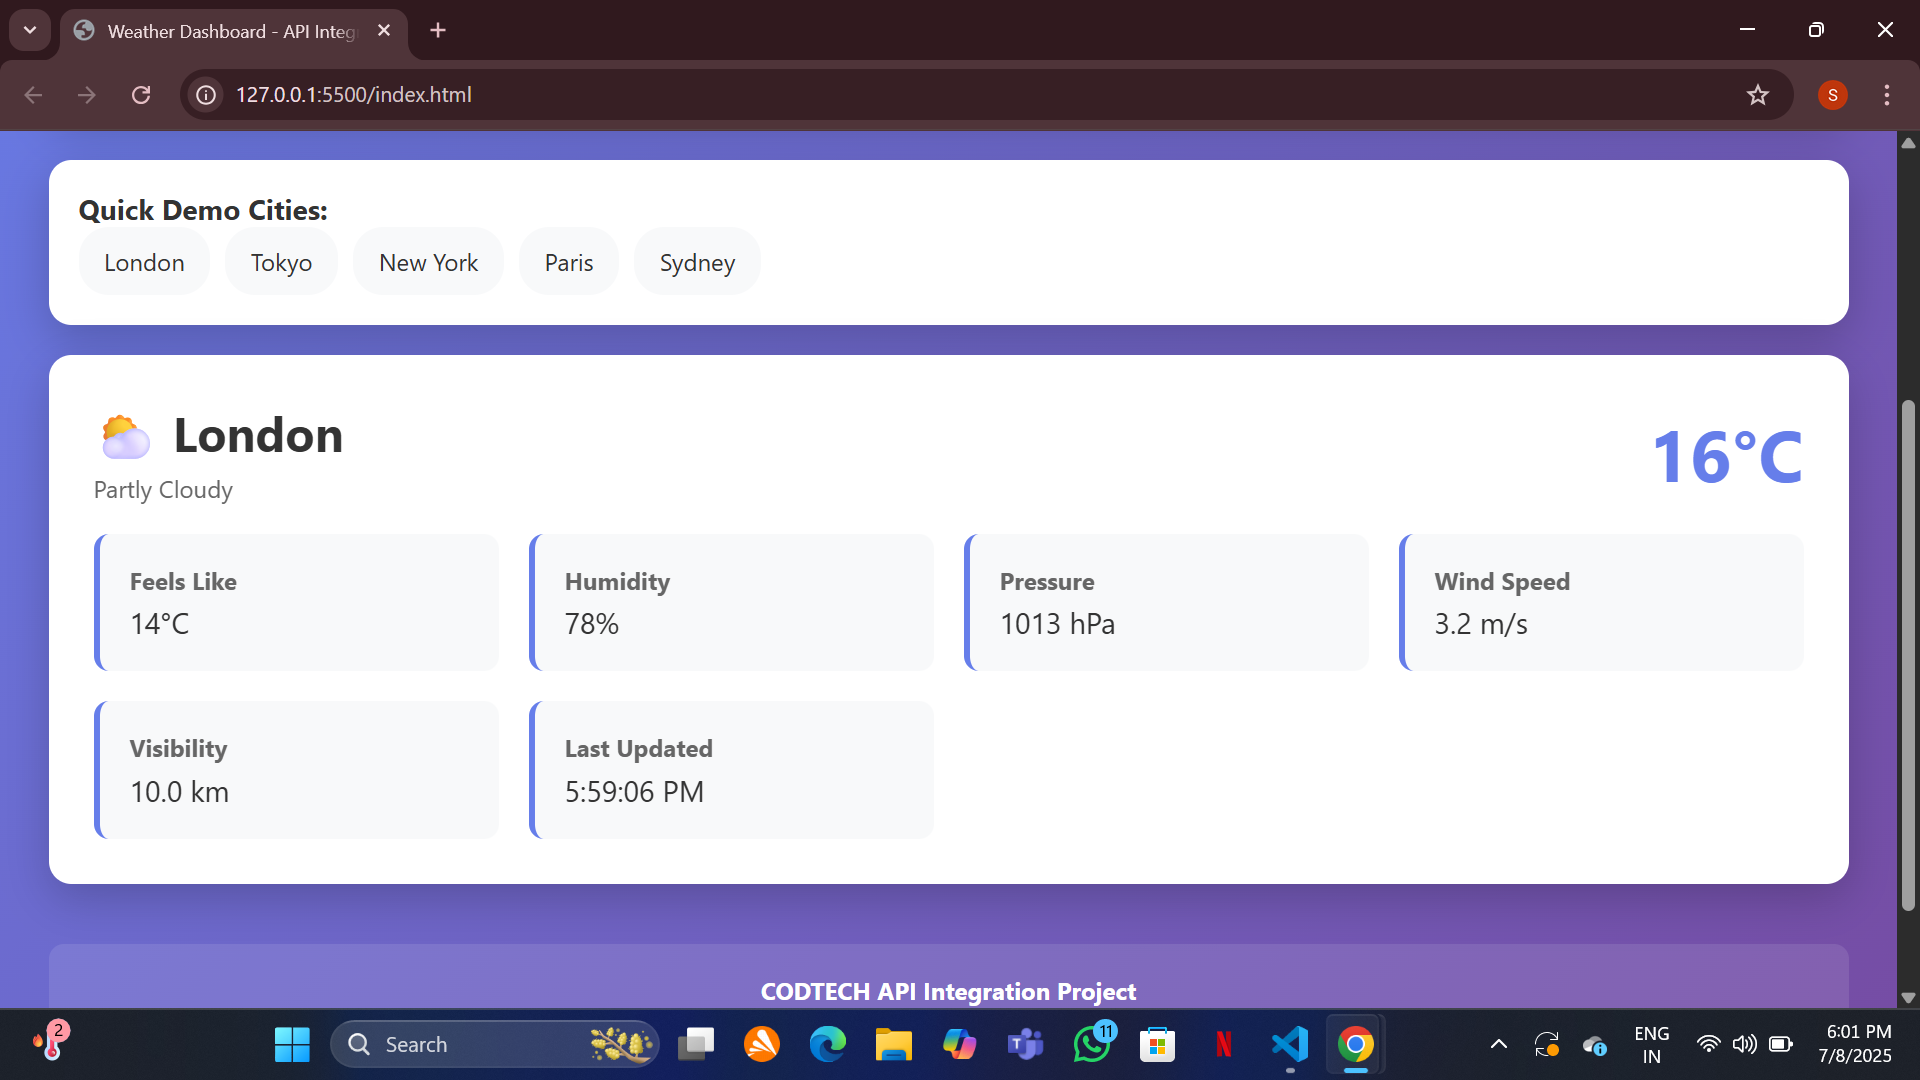 Weather Dashboard - API Integ
127.0.0.1:5500/index.html
S
Quick Demo Cities:
London
Tokyo
New York
Paris
Sydney
London
16°C
Partly Cloudy
Feels Like
14°C
Humidity
78%
Pressure
1013 hPa
Wind Speed
3.2 m/s
Visibility
10.0 km
Last Updated
5:59:06 PM
CODTECH API Integration Project
2
Search
T
11
N
ENG
IN
6:01 PM
7/8/2025